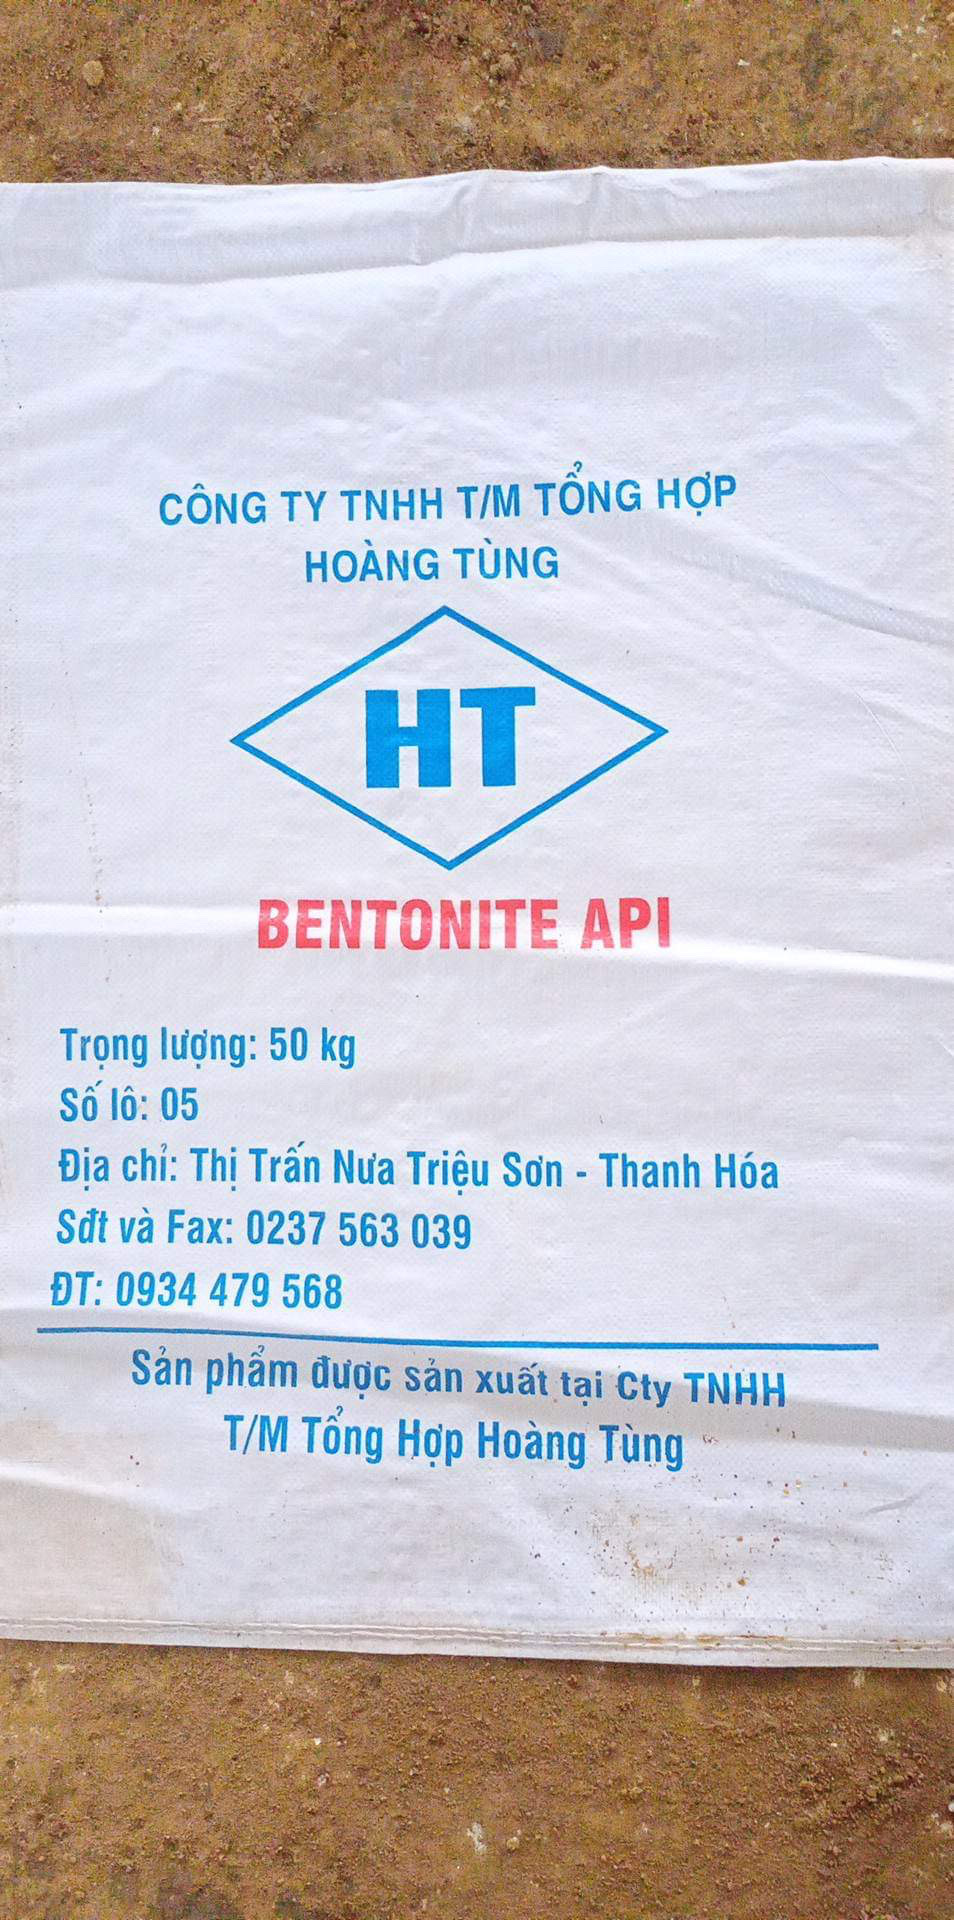 CÔNG TY TNHH T/M TỔNG HỢP
HOÀNG TÙNG
HT
BENTONITE API
Trọng lượng: 50 kg
Số lô: 05
Địa chỉ: Thị Trấn Nưa Triệu Sơn - Thanh Hóa
Sđt và Fax: 0237 563 039
ĐT: 0934 479 568
Sản phẩm được sản xuất tại Cty TNHH
T/M Tổng Hợp Hoàng Tùng